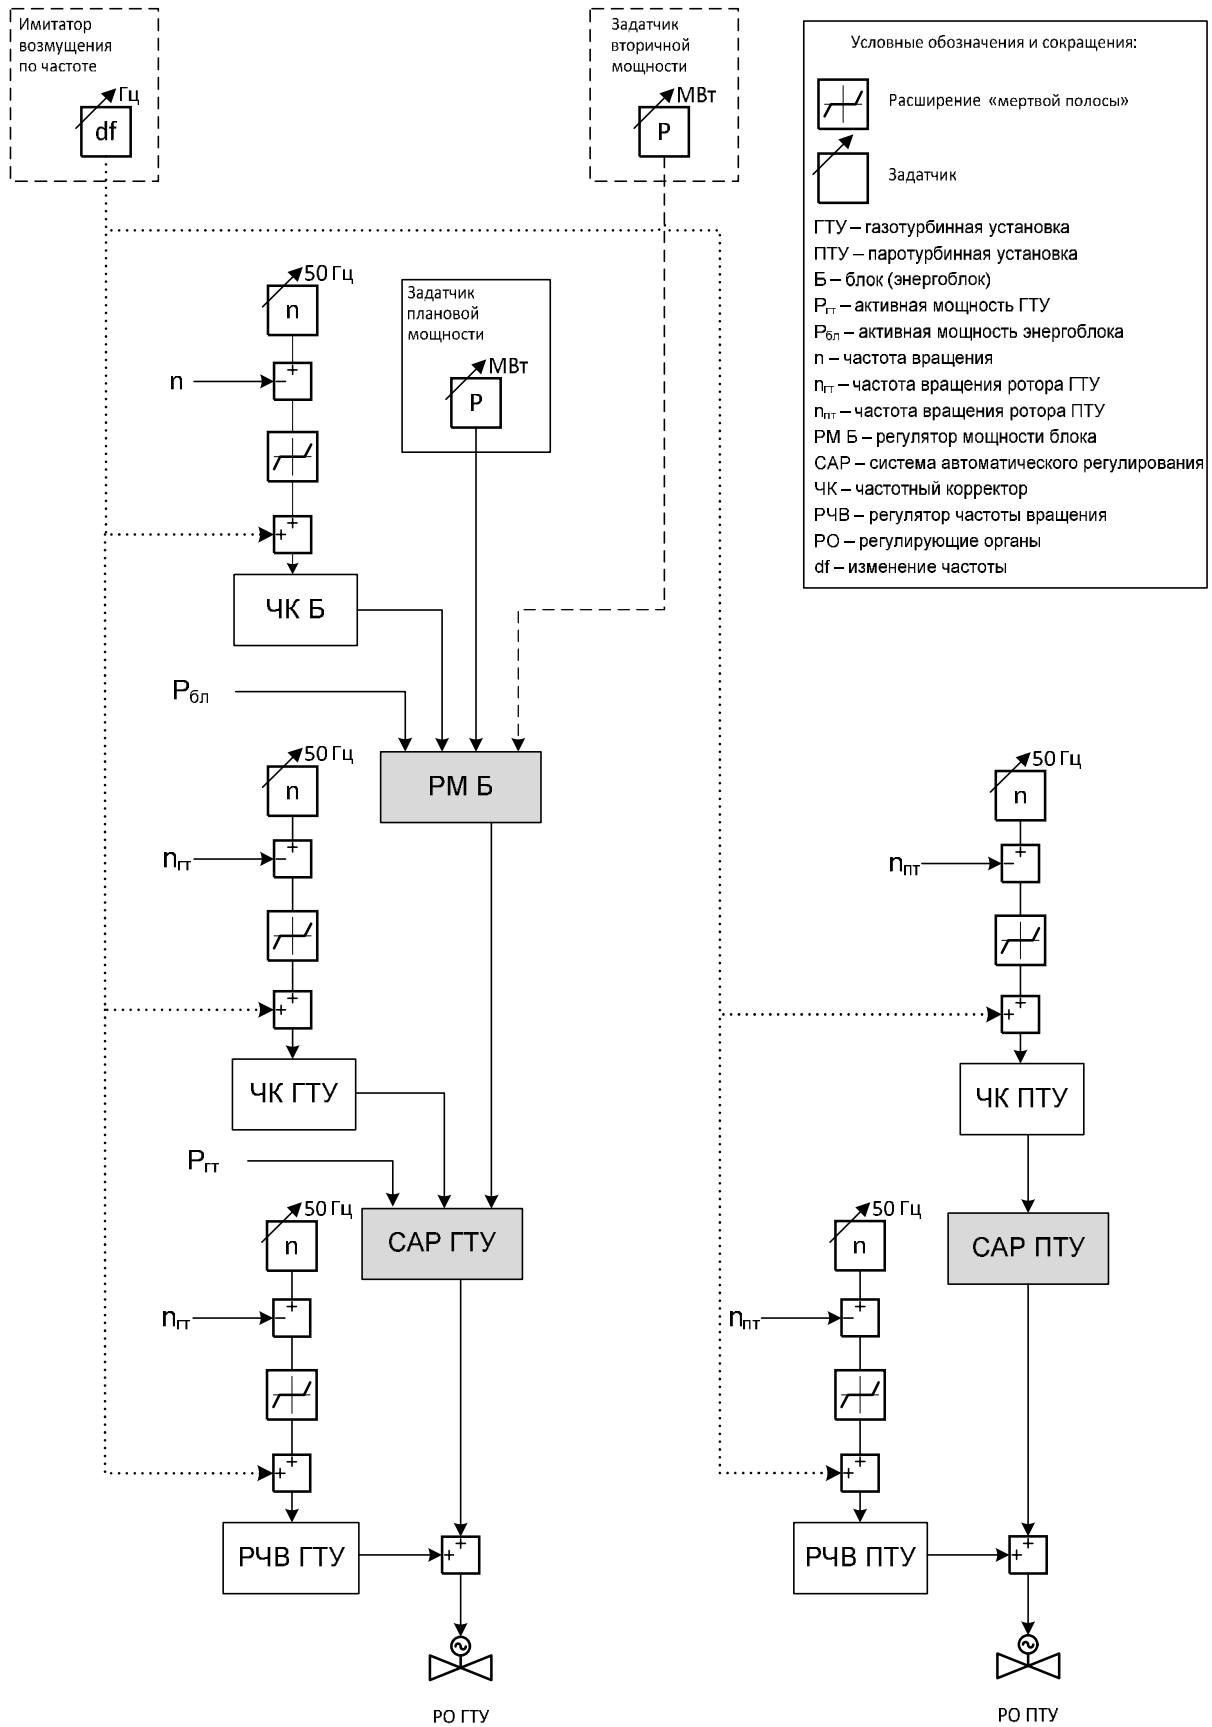 Имитатор
возмущения
по частоте
Гц
df
Задатчик
вторичной
мощности
МВт
P
Условные обозначения и сокращения:
Расширение «мертвой полосы»
Задатчик
ГТУ – газотурбинная установка
ПТУ – паротурбинная установка
Б – блок (энергоблок)
Pгт – активная мощность ГТУ
Pбл – активная мощность энергоблока
n – частота вращения
nгт – частота вращения ротора ГТУ
nпт – частота вращения ротора ПТУ
РМ Б – регулятор мощности блока
САР – система автоматического регулирования
ЧК – частотный корректор
РЧВ – регулятор частоты вращения
РО – регулирующие органы
df – изменение частоты
50 Гц
n
n
+
−
+
+
ЧК Б
Задатчик
плановой
мощности
МВт
P
Pбл
РМ Б
50 Гц
n
nгт
+
−
+
+
ЧК ГТУ
Pгт
САР ГТУ
50 Гц
n
nгт
+
−
+
+
РЧВ ГТУ
+
+
РО ГТУ
50 Гц
n
nпт
+
−
+
+
ЧК ПТУ
САР ПТУ
50 Гц
n
nпт
+
−
+
+
РЧВ ПТУ
+
+
РО ПТУ